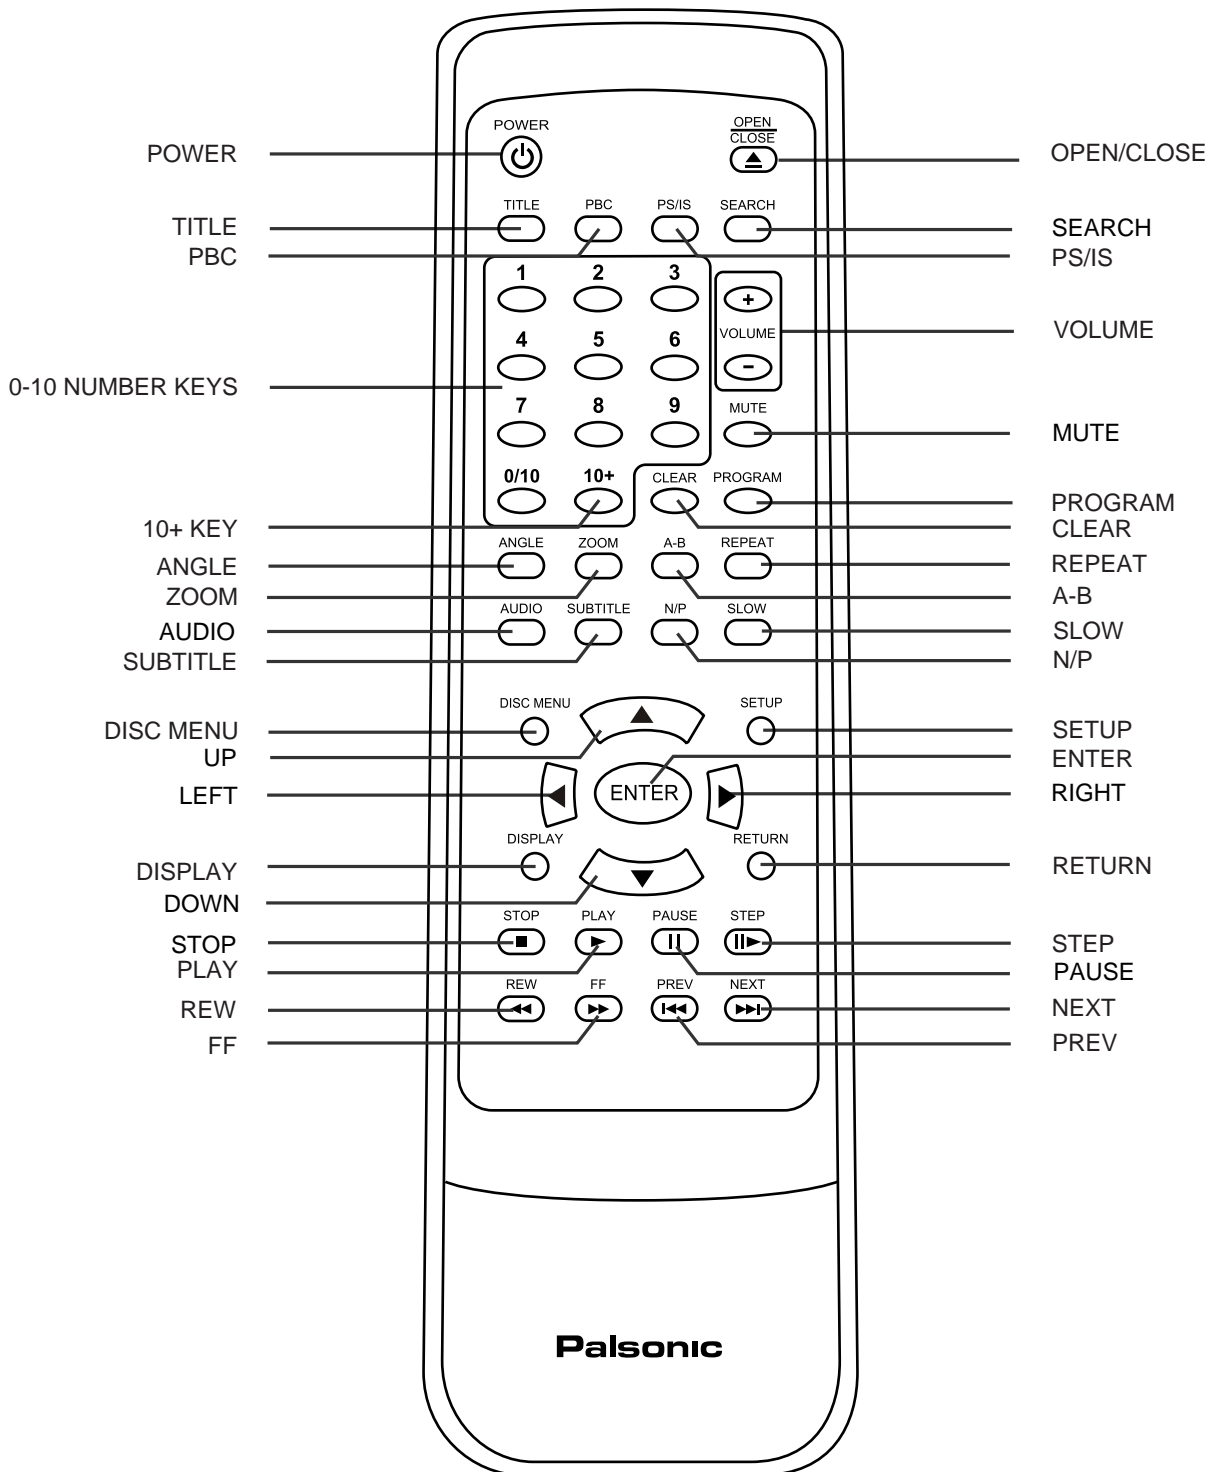 POWER
OPEN
CLOSE
POWER
OPEN/CLOSE
TITLE PBC PS/IS SEARCH
TITLE
SEARCH
PBC
PS/IS
1 2 3
+
VOLUME
VOLUME
4 5 6
-
0-10 NUMBER KEYS
7 8 9
MUTE
MUTE
0/10 10+ CLEAR PROGRAM
PROGRAM
10+ KEY
CLEAR
ANGLE ZOOM A-B REPEAT
ANGLE
REPEAT
ZOOM
A-B
AUDIO SUBTITLE N/P SLOW
AUDIO
SLOW
SUBTITLE
N/P
DISC MENU SETUP
DISC MENU
SETUP
UP
ENTER
LEFT
ENTER
RIGHT
DISPLAY RETURN
DISPLAY
RETURN
DOWN
STOP PLAY PAUSE STEP
STOP
STEP
PLAY
PAUSE
REW FF PREV NEXT
REW
NEXT
FF
PREV
Palsonic